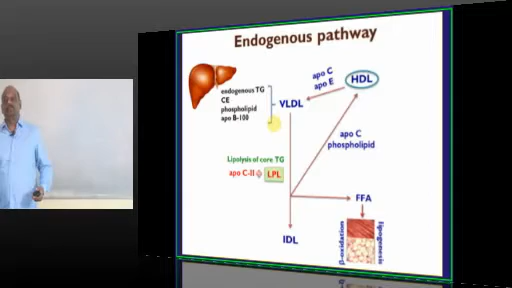 Endogenous pathway
endogenous TG
CE
phospholipid
apo B-100
VLDL
apo C
apo E
HDL
apo C
phospholipid
Lipolysis of core TG
apo C-II
LPL
FFA
IDL
β-oxidation
lipogenesis